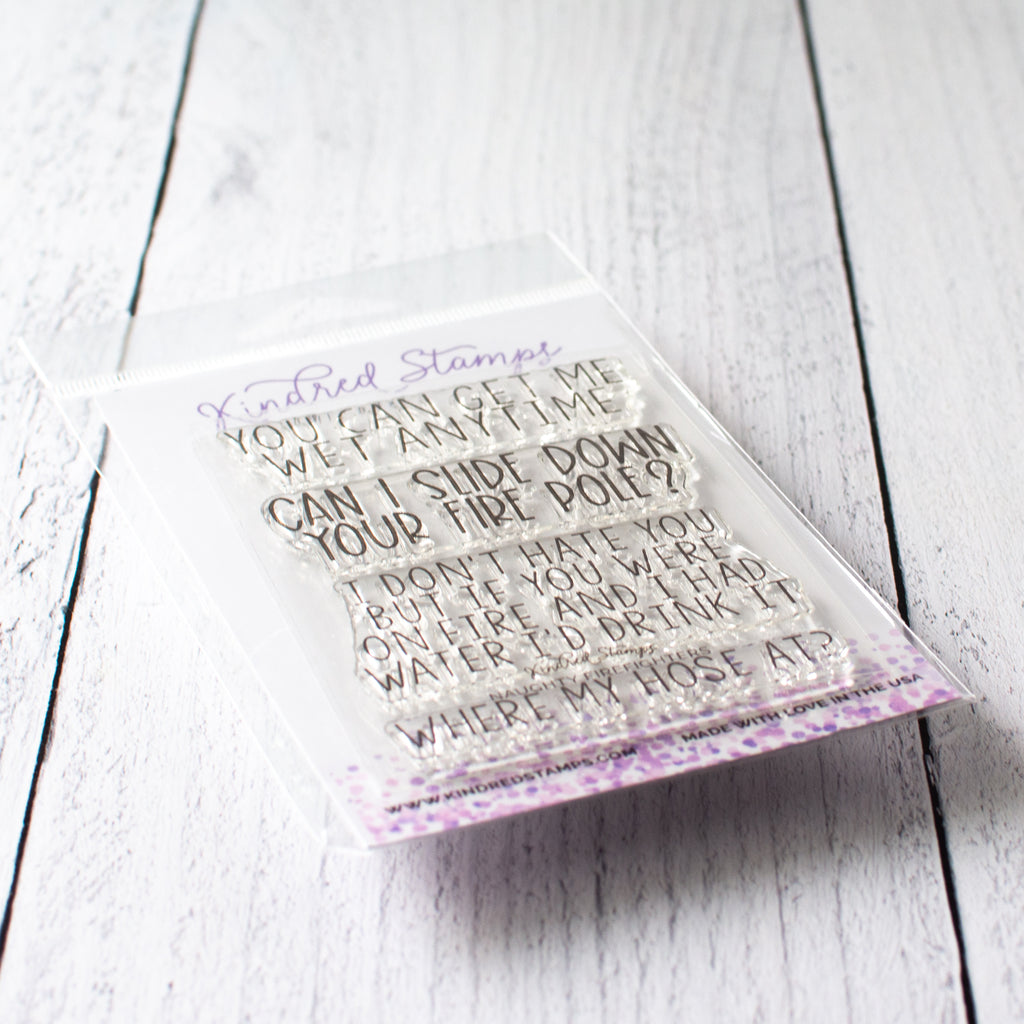 Kindred Stamps
YOU CAN GET ME
WET ANYTIME
CAN I SLIDE DOWN
YOUR FIRE POLE?
I DON'T HATE YOU
BUT IF YOU WERE
ON FIRE AND I HAD
WATER I'D DRINK IT
Kindred Stamps
NAUGHTY FIREFIGHTERS
WHERE MY HOSE AT?
WWW.KINDREDSTAMPS.COM MADE WITH LOVE IN THE USA